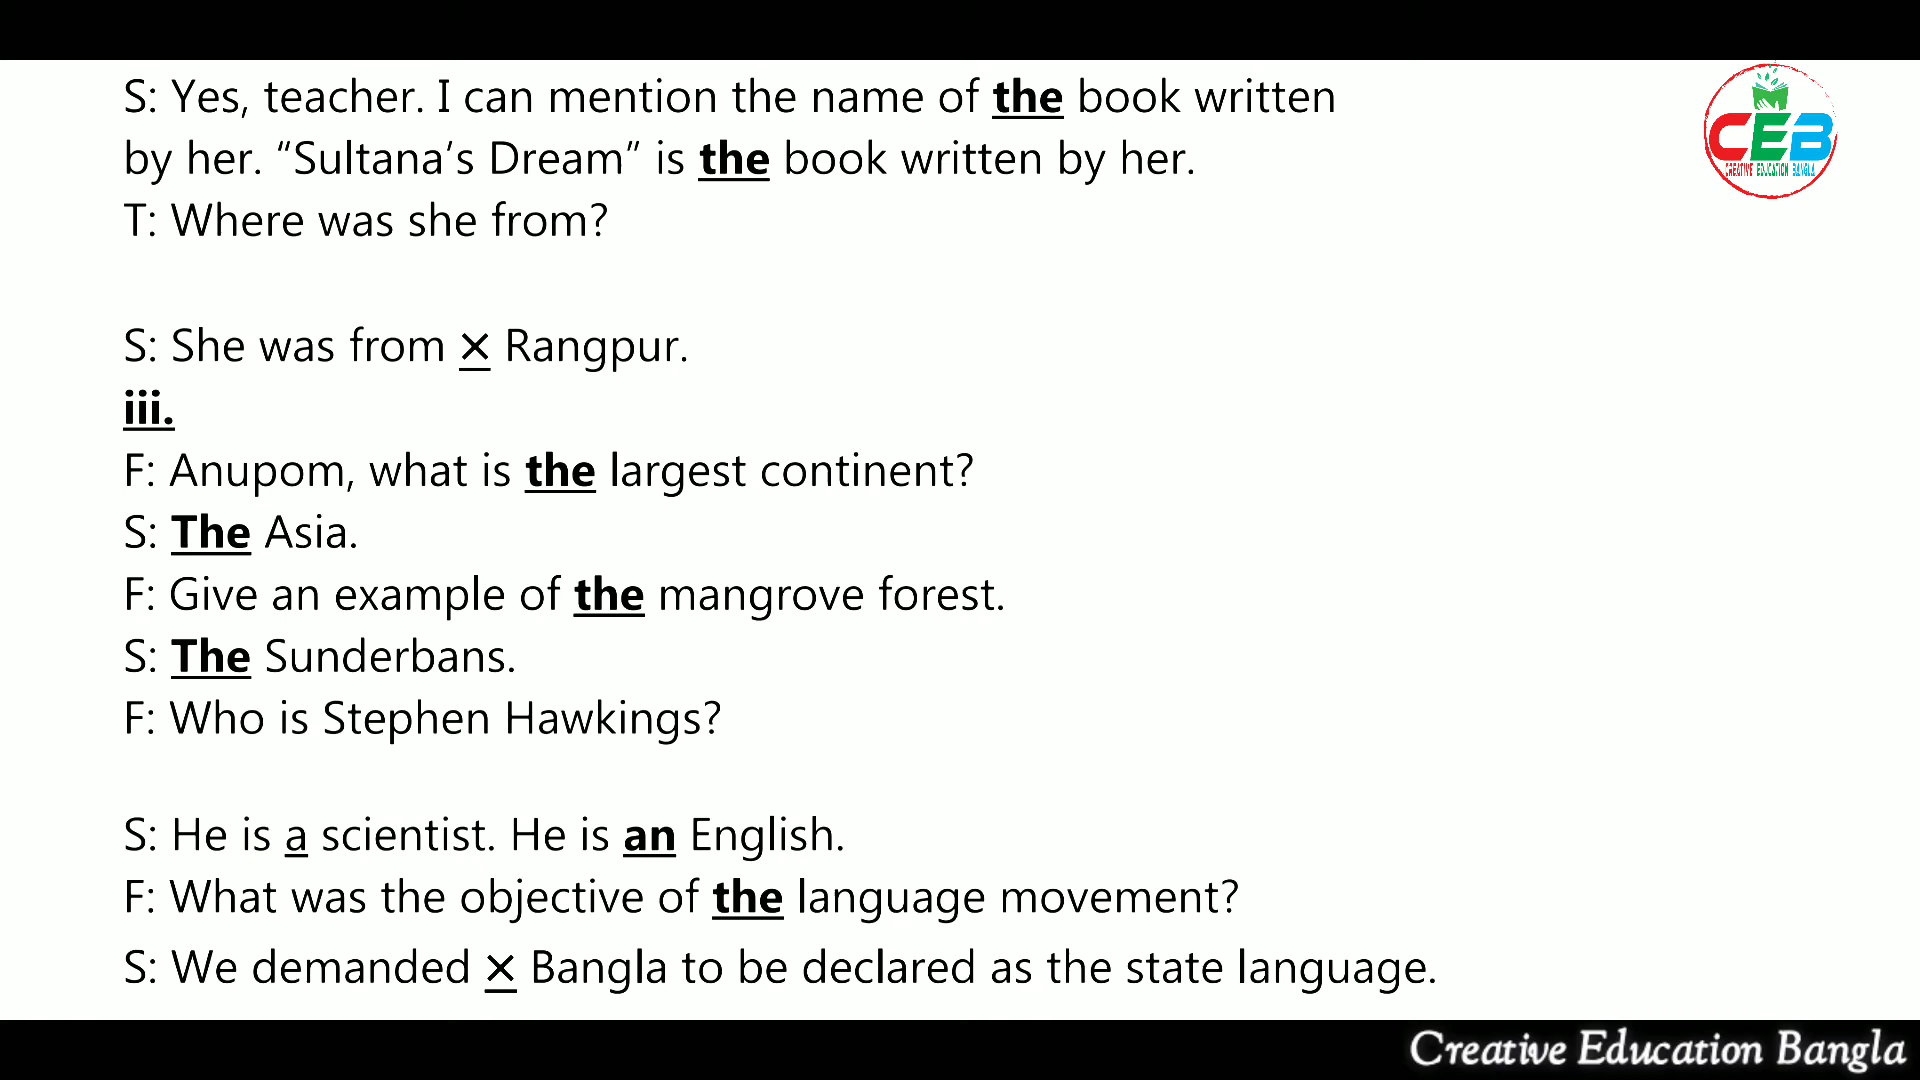 S: Yes, teacher. I can mention the name of the book written
by her. “Sultana’s Dream” is the book written by her.
T: Where was she from?
S: She was from × Rangpur.
iii.
F: Anupom, what is the largest continent?
S: The Asia.
F: Give an example of the mangrove forest.
S: The Sunderbans.
F: Who is Stephen Hawkings?
S: He is a scientist. He is an English.
F: What was the objective of the language movement?
S: We demanded × Bangla to be declared as the state language.
CEB
CREATIVE EDUCATION BANGLA
Creative Education Bangla